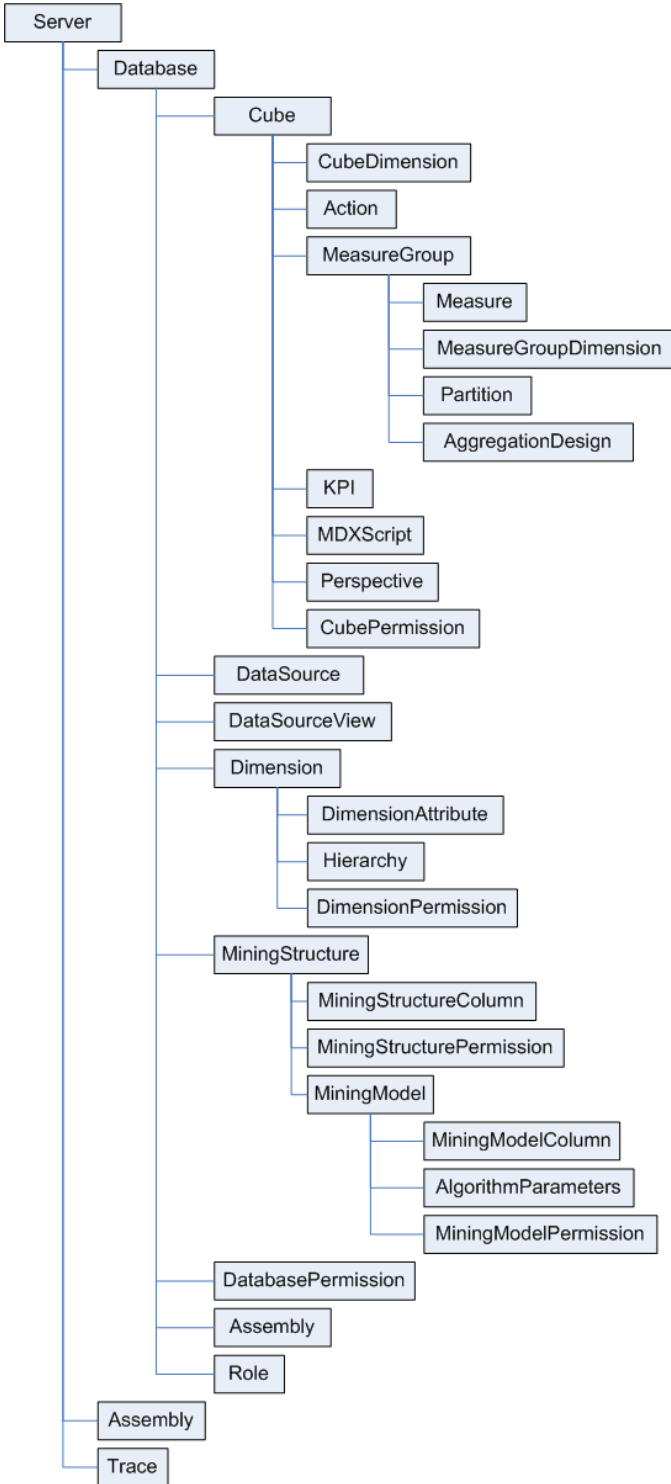 Server
Database
Cube
CubeDimension
Action
MeasureGroup
Measure
MeasureGroupDimension
Partition
AggregationDesign
KPI
MDXScript
Perspective
CubePermission
DataSource
DataSourceView
Dimension
DimensionAttribute
Hierarchy
DimensionPermission
MiningStructure
MiningStructureColumn
MiningStructurePermission
MiningModel
MiningModelColumn
AlgorithmParameters
MiningModelPermission
DatabasePermission
Assembly
Role
Assembly
Trace